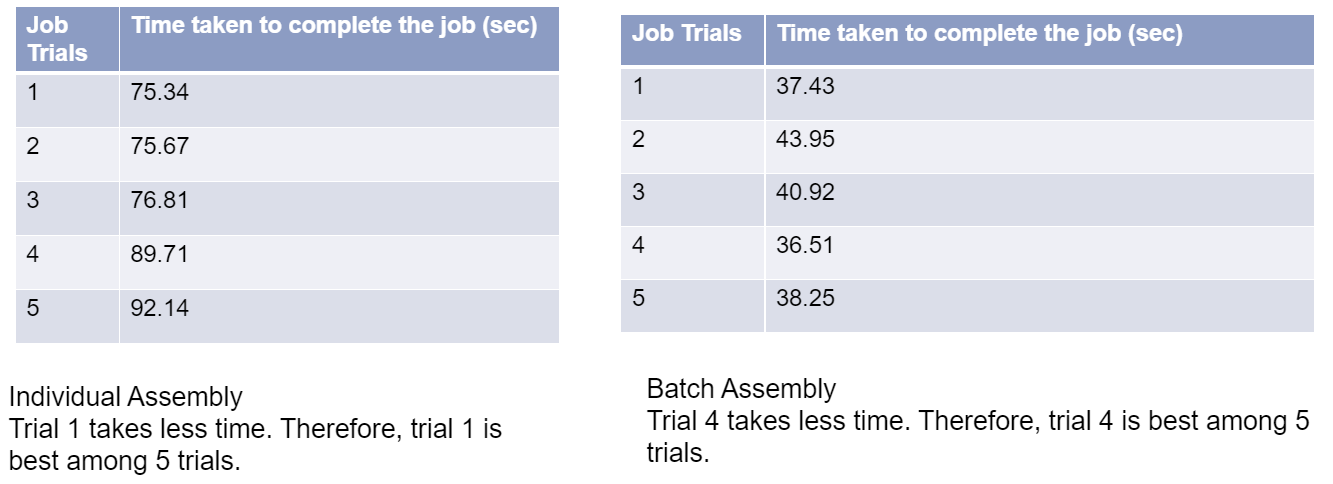 Job Trials
Time taken to complete the job (sec)
1 75.34
2 75.67
3 76.81
4 89.71
5 92.14
Individual Assembly
Trial 1 takes less time. Therefore, trial 1 is
best among 5 trials.
Job Trials Time taken to complete the job (sec)
1 37.43
2 43.95
3 40.92
4 36.51
5 38.25
Batch Assembly
Trial 4 takes less time. Therefore, trial 4 is best among 5
trials.